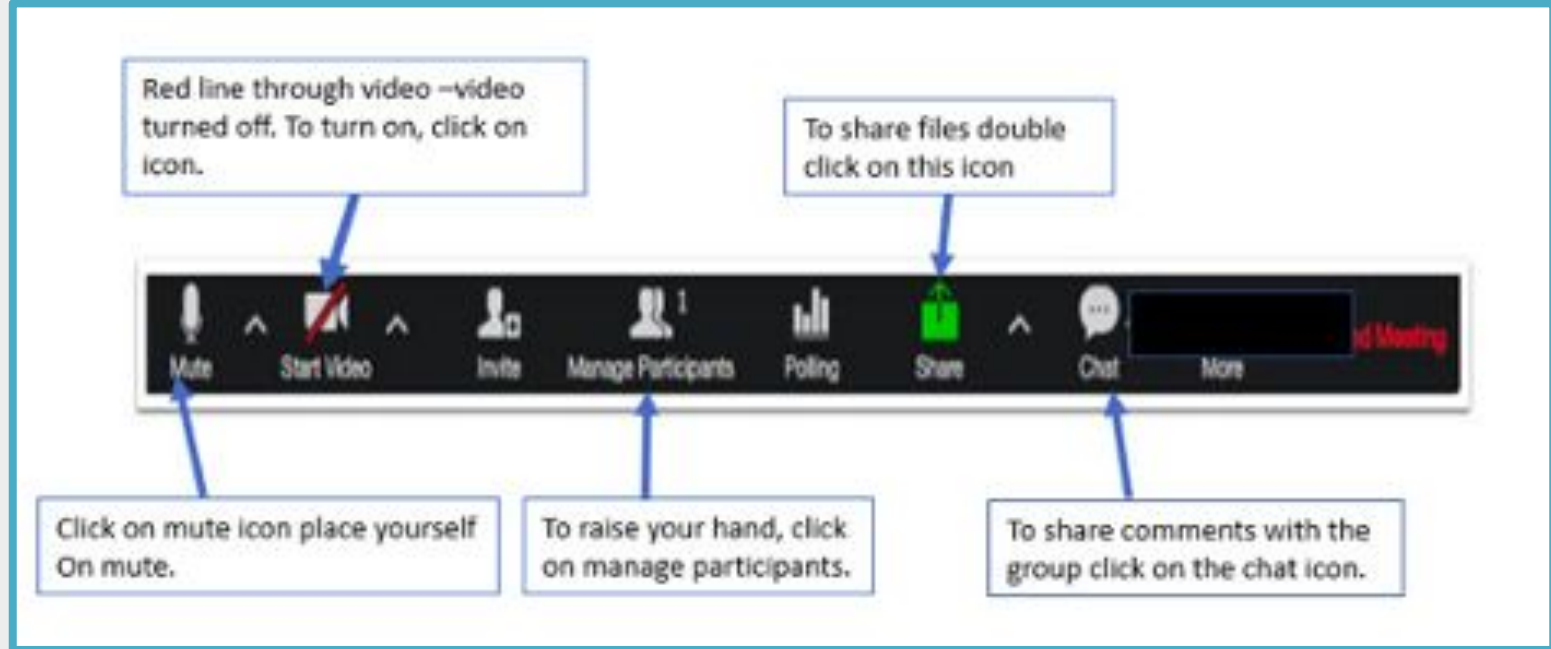 Red line through video –video
turned off. To turn on, click on
icon.
To share files double
click on this icon
1
Mute
Start Video
Invite
Manage Participants
Polling
Share
Chat
More
Meeting
Click on mute icon place yourself
On mute.
To raise your hand, click
on manage participants.
To share comments with the
group click on the chat icon.